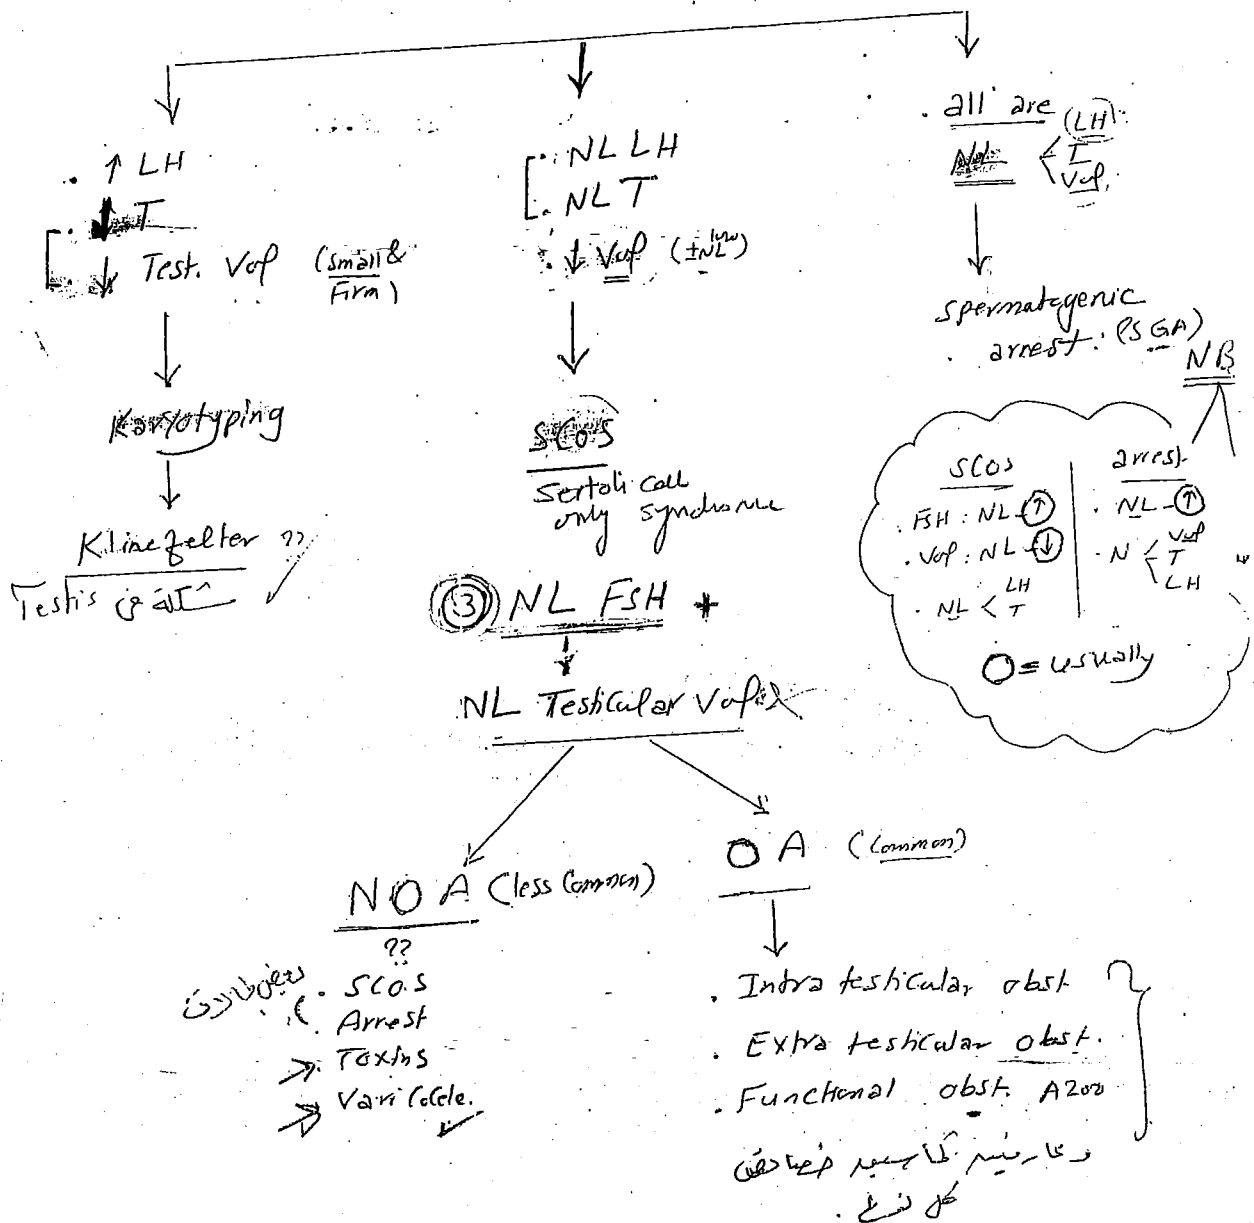 . ↑ LH
. ↓ T
. ↓ Test. Vol (small & Firm)
Karyotyping
Klinefelter ??
Testis
. NL LH
. NL T
. ↓ Vol (± low NL)
SCOS
Sertoli cell
only syndrome
. all are
NL < (LH) T Vol.
spermatogenic
. arrest. (SGA)
NB
SCOS
. FSH : NL - ↑
. Vol : NL - ↓
. NL < LH T
arrest
. NL - ↑
. N < Vol T LH
O = usually
③ NL FSH +
NL Testicular Vol
NOA (less common)
??
. SCO.S
. Arrest
Toxins
Varicocele.
OA (common)
. Intra testicular obst
. Extra testicular obst.
. Functional obst. Azoo